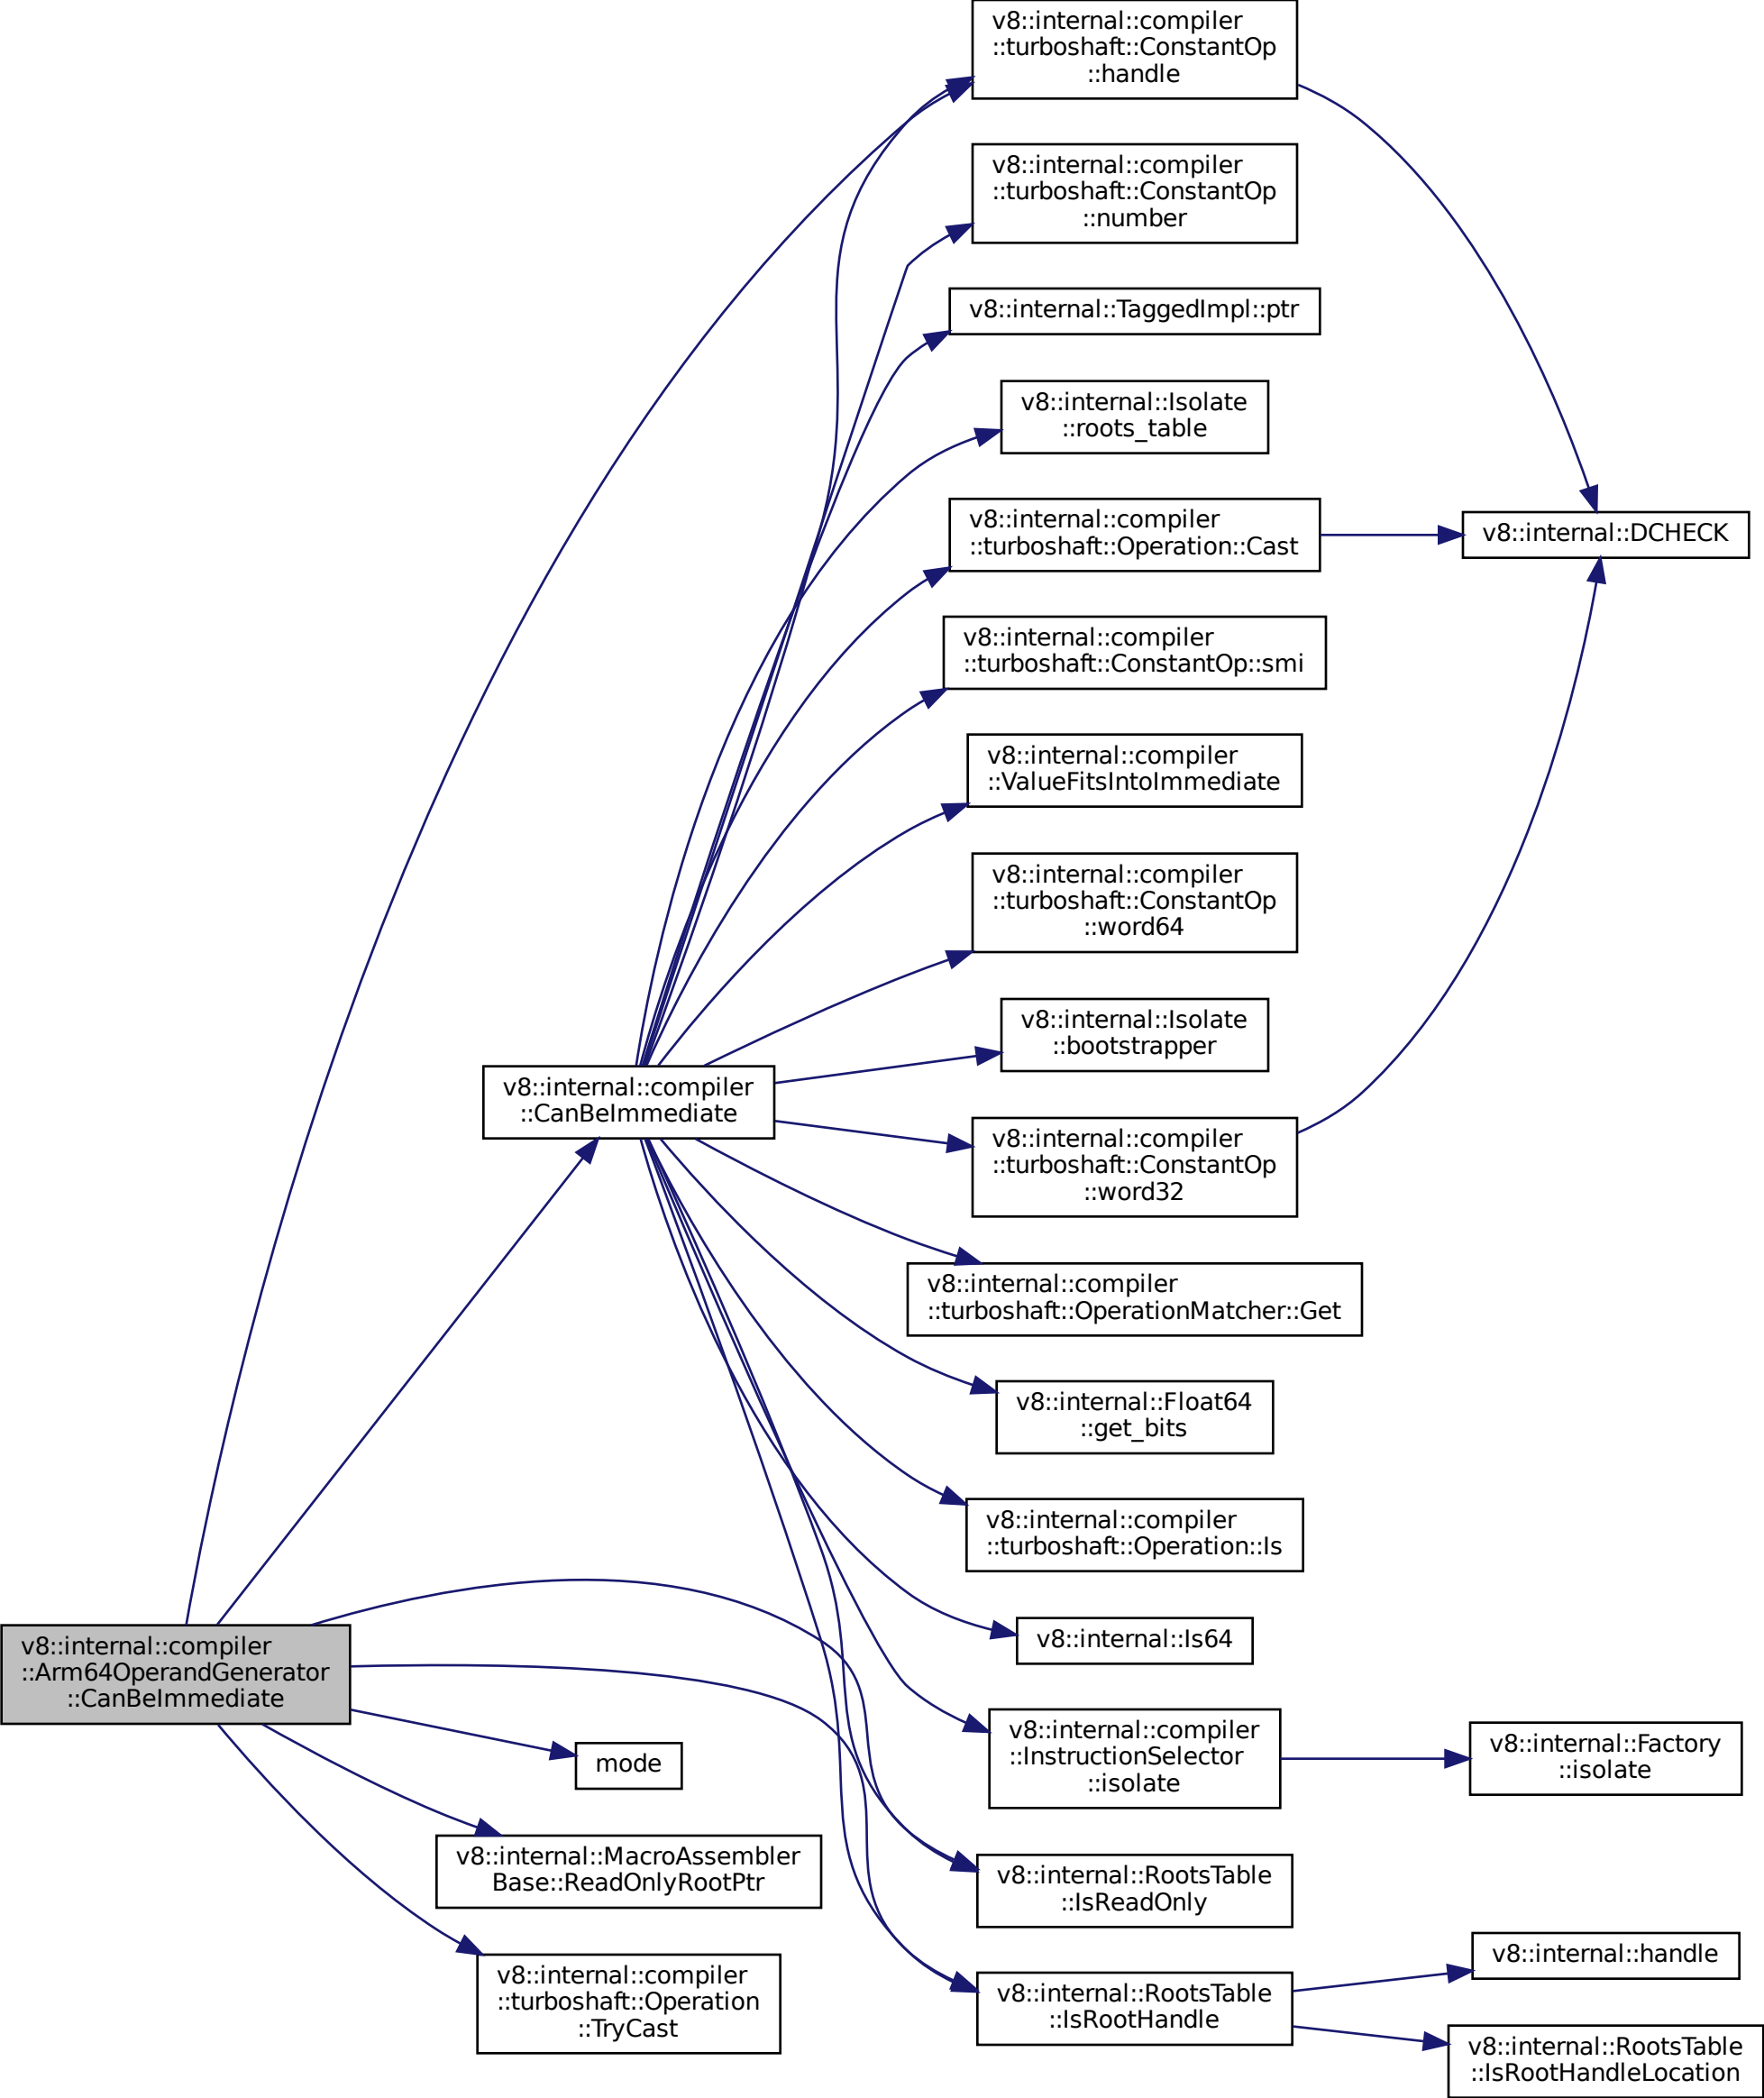 v8::internal::compiler
::turboshaft::ConstantOp
::handle
v8::internal::compiler
::turboshaft::ConstantOp
::number
v8::internal::TaggedImpl::ptr
v8::internal::Isolate
::roots_table
v8::internal::compiler
::turboshaft::Operation::Cast
v8::internal::DCHECK
v8::internal::compiler
::turboshaft::ConstantOp::smi
v8::internal::compiler
::ValueFitsIntoImmediate
v8::internal::compiler
::turboshaft::ConstantOp
::word64
v8::internal::Isolate
::bootstrapper
v8::internal::compiler
::CanBeImmediate
v8::internal::compiler
::turboshaft::ConstantOp
::word32
v8::internal::compiler
::turboshaft::OperationMatcher::Get
v8::internal::Float64
::get_bits
v8::internal::compiler
::turboshaft::Operation::Is
v8::internal::Is64
v8::internal::compiler
::Arm64OperandGenerator
::CanBeImmediate
v8::internal::compiler
::InstructionSelector
::isolate
v8::internal::Factory
::isolate
mode
v8::internal::MacroAssembler
Base::ReadOnlyRootPtr
v8::internal::RootsTable
::IsReadOnly
v8::internal::compiler
::turboshaft::Operation
::TryCast
v8::internal::RootsTable
::IsRootHandle
v8::internal::handle
v8::internal::RootsTable
::IsRootHandleLocation